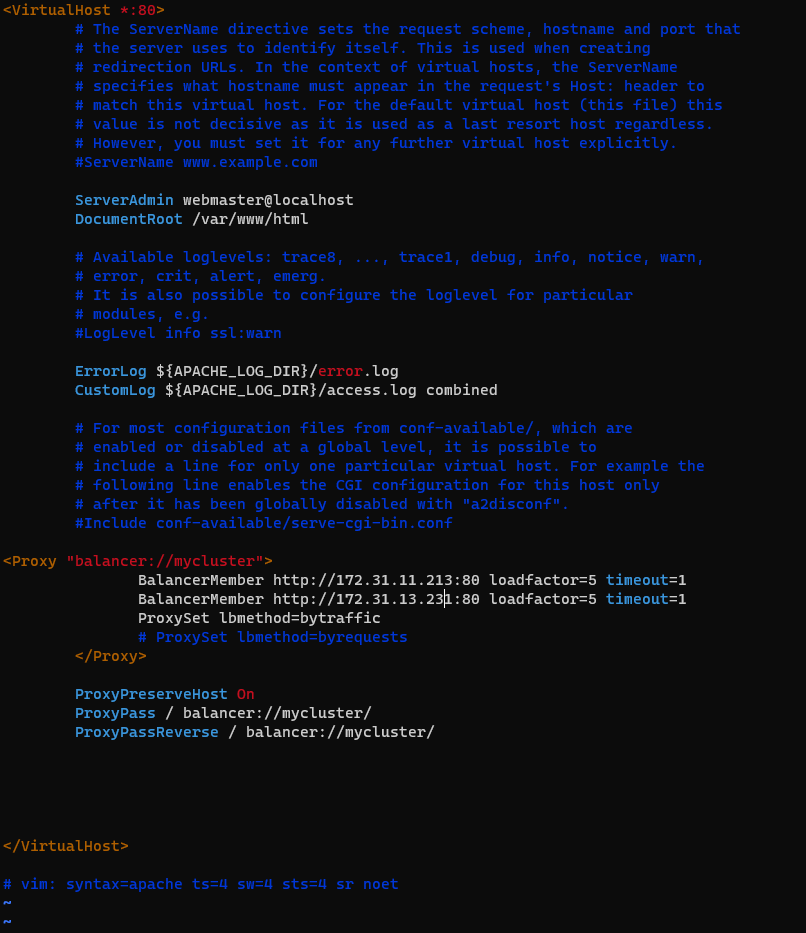 <VirtualHost *:80>
# The ServerName directive sets the request scheme, hostname and port that
# the server uses to identify itself. This is used when creating
# redirection URLs. In the context of virtual hosts, the ServerName
# specifies what hostname must appear in the request's Host: header to
# match this virtual host. For the default virtual host (this file) this
# value is not decisive as it is used as a last resort host regardless.
# However, you must set it for any further virtual host explicitly.
#ServerName www.example.com
ServerAdmin webmaster@localhost
DocumentRoot /var/www/html
# Available loglevels: trace8, ..., trace1, debug, info, notice, warn,
# error, crit, alert, emerg.
# It is also possible to configure the loglevel for particular
# modules, e.g.
#LogLevel info ssl:warn
ErrorLog ${APACHE_LOG_DIR}/error.log
CustomLog ${APACHE_LOG_DIR}/access.log combined
# For most configuration files from conf-available/, which are
# enabled or disabled at a global level, it is possible to
# include a line for only one particular virtual host. For example the
# following line enables the CGI configuration for this host only
# after it has been globally disabled with "a2disconf".
#Include conf-available/serve-cgi-bin.conf
<Proxy "balancer://mycluster">
BalancerMember http://172.31.11.213:80 loadfactor=5 timeout=1
BalancerMember http://172.31.13.231:80 loadfactor=5 timeout=1
ProxySet lbmethod=bytraffic
# ProxySet lbmethod=byrequests
</Proxy>
ProxyPreserveHost On
ProxyPass / balancer://mycluster/
ProxyPassReverse / balancer://mycluster/
</VirtualHost>
# vim: syntax=apache ts=4 sw=4 sts=4 sr noet
~
~